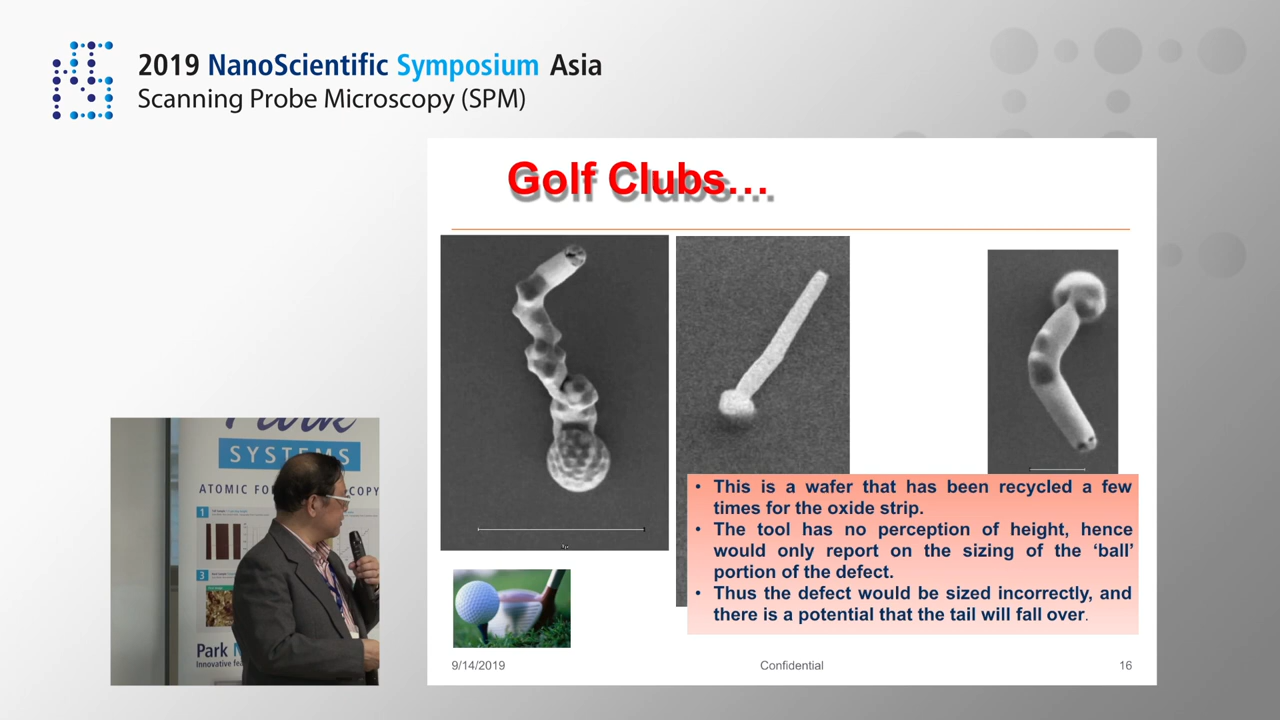 2019 NanoScientific Symposium Asia
Scanning Probe Microscopy (SPM)
Golf Clubs…
• This is a wafer that has been recycled a few
times for the oxide strip.
• The tool has no perception of height, hence
would only report on the sizing of the ‘ball’
portion of the defect.
• Thus the defect would be sized incorrectly, and
there is a potential that the tail will fall over.
9/14/2019
Confidential
16
SYSTEMS
ATOMIC
COPY
1
3
Park